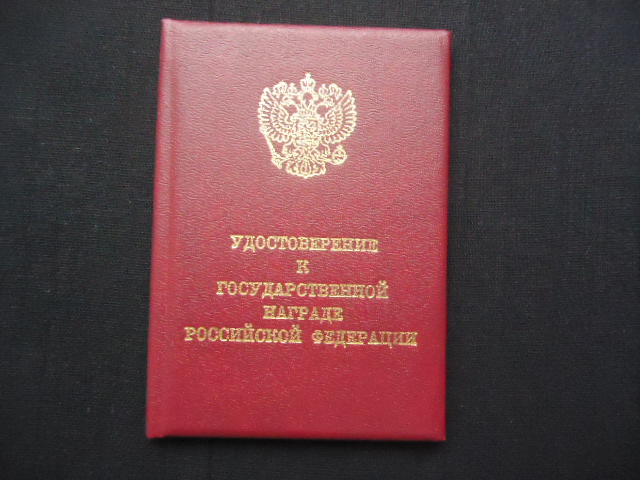 УДОСТОВЕРЕНИЕ
К
ГОСУДАРСТВЕННОЙ
НАГРАДЕ
РОССИЙСКОЙ ФЕДЕРАЦИИ